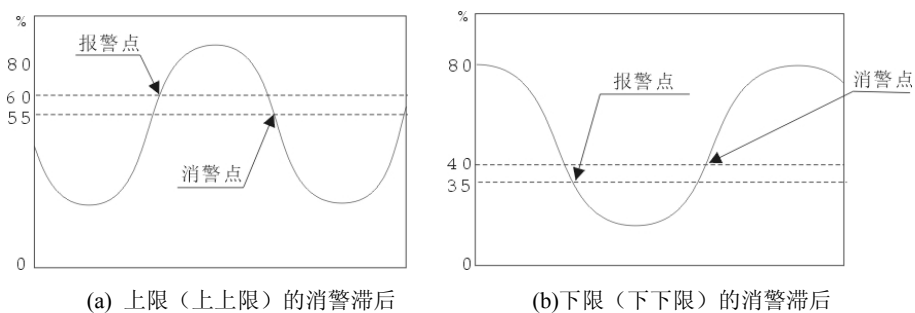 %
报警点
80
60
55
消警点
0
(a) 上限（上上限）的消警滞后
%
80
报警点
消警点
40
35
0
(b)下限（下下限）的消警滞后